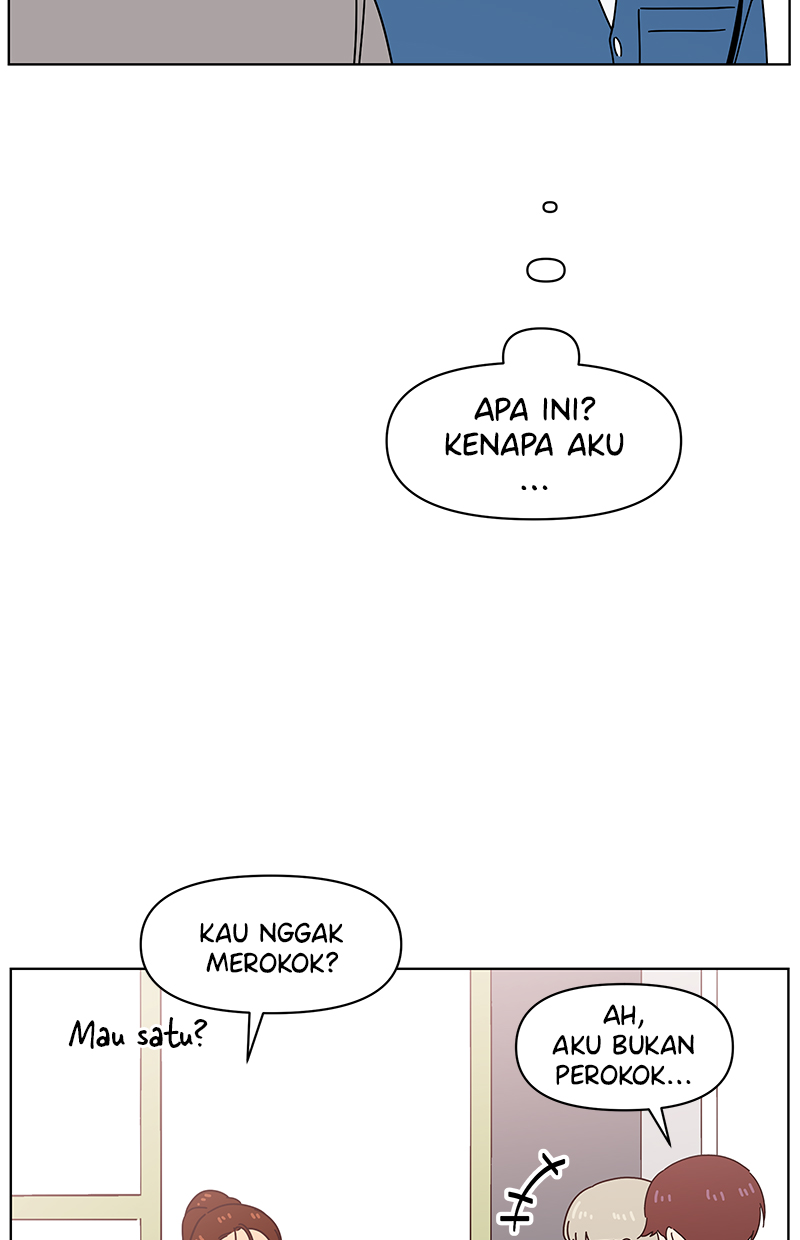 APA INI?
KENAPA AKU
...
KAU NGGAK
MEROKOK?
Mau satu?
AH,
AKU BUKAN
PEROKOK...